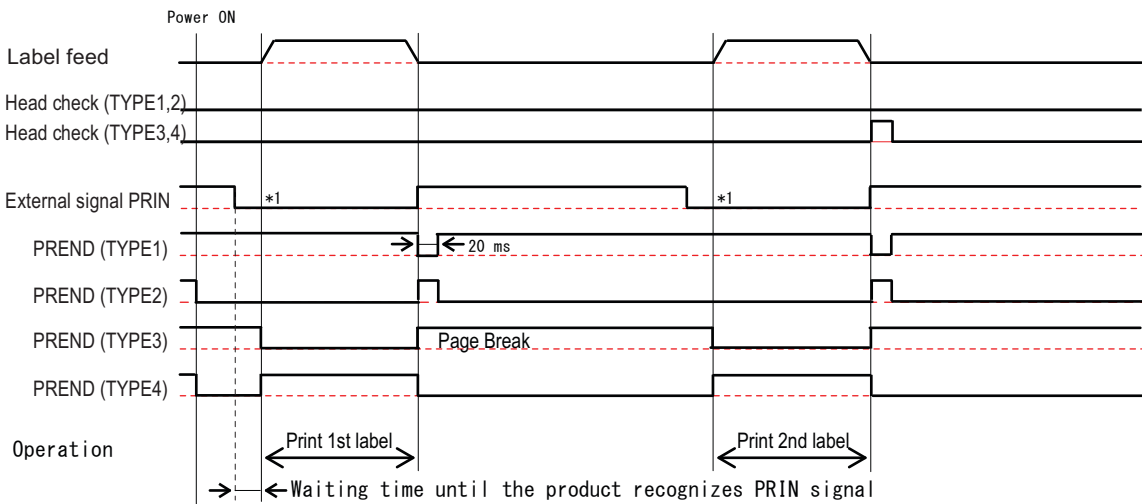 Power ON
Label feed
Head check (TYPE1,2)
Head check (TYPE3,4)
External signal PRIN
*1
*1
PREND (TYPE1)
20 ms
PREND (TYPE2)
PREND (TYPE3)
Page Break
PREND (TYPE4)
Operation
Print 1st label
Print 2nd label
Waiting time until the product recognizes PRIN signal